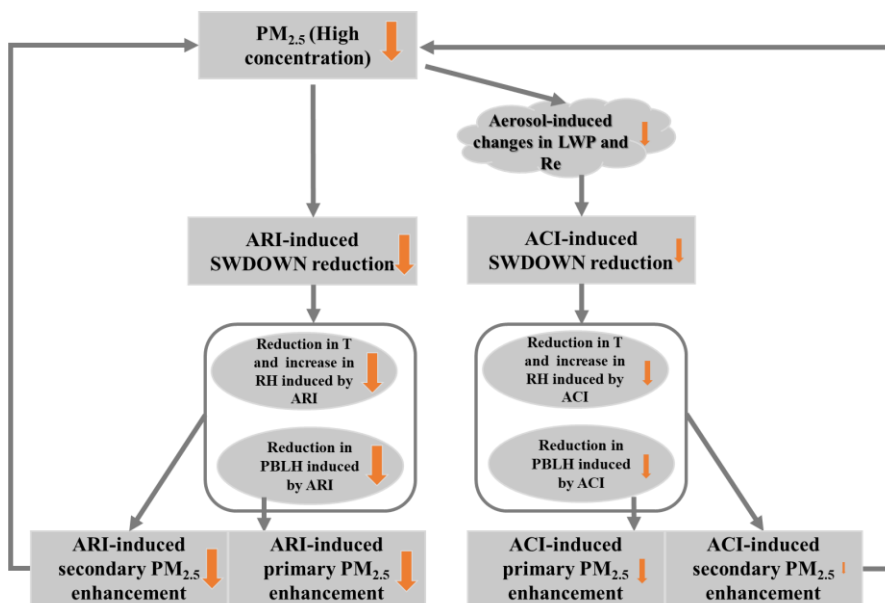 PM2.5 (High
concentration)
Aerosol-induced
changes in LWP and
Re
ARI-induced
SWDOWN reduction
ACI-induced
SWDOWN reduction
Reduction in T
and increase in
RH induced by
ARI
Reduction in
PBLH induced
by ARI
Reduction in T
and increase in
RH induced by
ACI
Reduction in
PBLH induced
by ACI
ARI-induced
secondary PM2.5
enhancement
ARI-induced
primary PM2.5
enhancement
ACI-induced
primary PM2.5
enhancement
ACI-induced
secondary PM2.5
enhancement